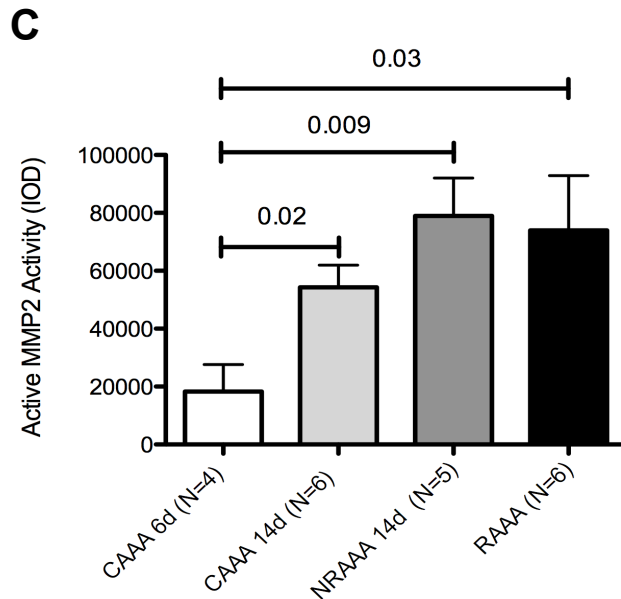 C
0.03
0.009
0.02
Active MMP2 Activity (IOD)
100000
80000
60000
40000
20000
0
CAAA 6d (N=4)
CAAA 14d (N=6)
NRAAA 14d (N=5)
RAAA (N=6)